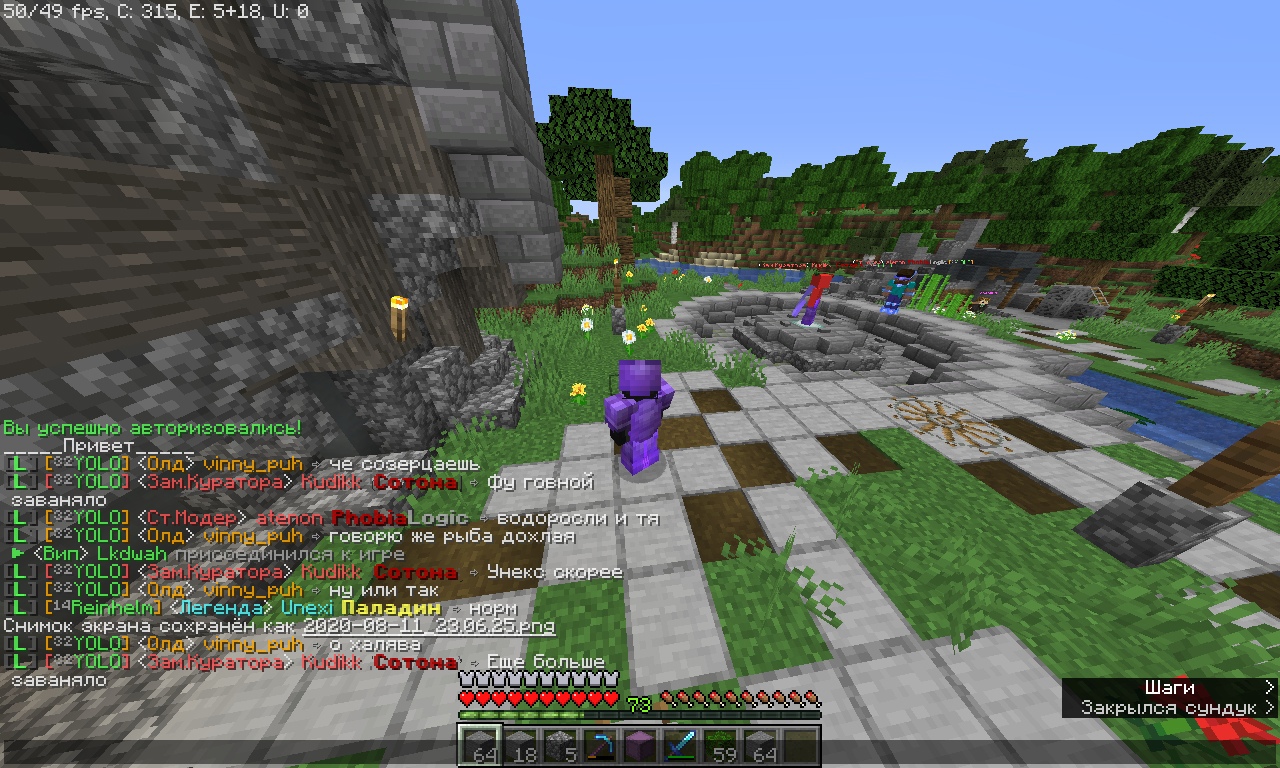 50/49 fps, C: 315, E: 5+18, U: 0
Вы успешно авторизовались!
_____Привет_____
[L] [³²YOLO] <Олд> vinny_puh ➩ че созерцаешь
[L] [³²YOLO] <Зам.Куратора> Kudikk Сотона ➩ Фу говной
заваняло
[L] [³²YOLO] <Ст.Модер> atemon PhobiaLogic ➩ водоросли и тя
[L] [³²YOLO] <Олд> vinny_puh ➩ говорю же рыба дохлая
► <Вип> Lkdwah присоединился к игре
[L] [³²YOLO] <Зам.Куратора> Kudikk Сотона ➩ Унекс скорее
[L] [³²YOLO] <Олд> vinny_puh ➩ ну или так
[L] [¹⁴Reinhelm] <Легенда> Unexi Паладин ➩ норм
Снимок экрана сохранён как 2020-08-11_23.06.25.png
[L] [³²YOLO] <Олд> vinny_puh ➩ о халява
[L] [³²YOLO] <Зам.Куратора> Kudikk Сотона ➩ Еще больше
заваняло
Шаги >
Закрылся сундук >
73
64 18 5 59 64